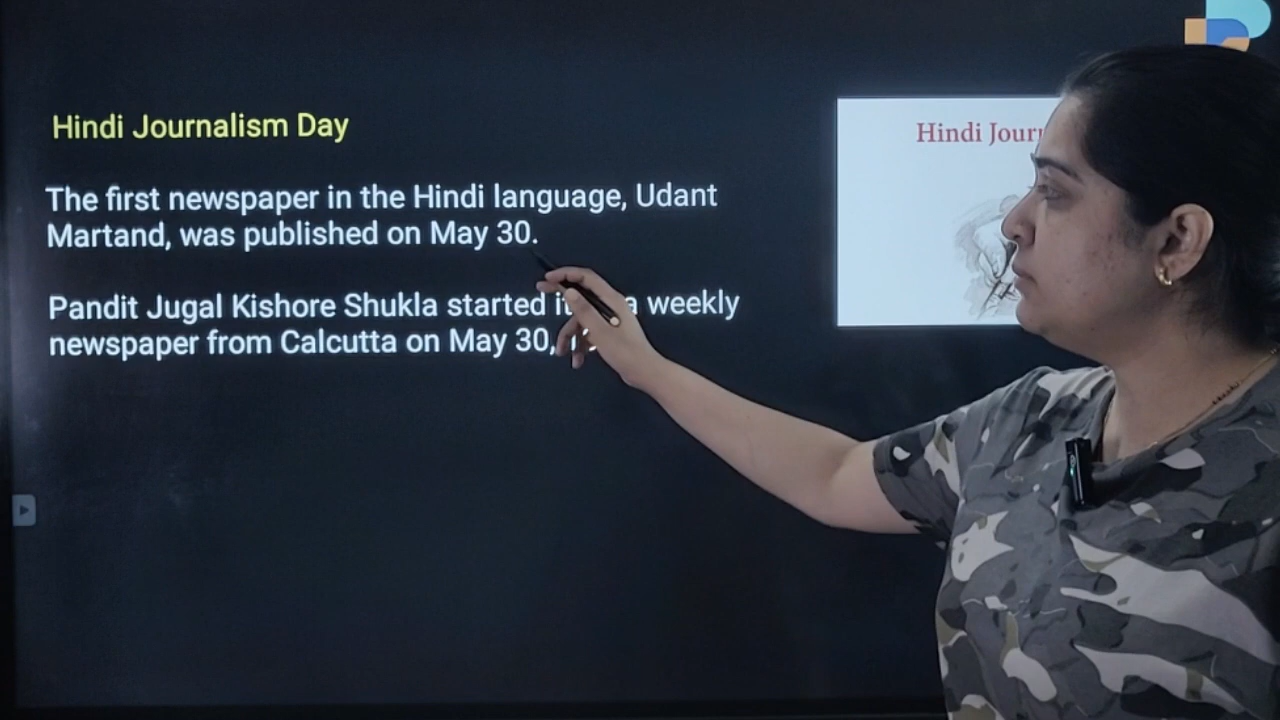 Hindi Journalism Day
The first newspaper in the Hindi language, Udant
Martand, was published on May 30.
Pandit Jugal Kishore Shukla started a weekly
newspaper from Calcutta on May 30,
Hindi